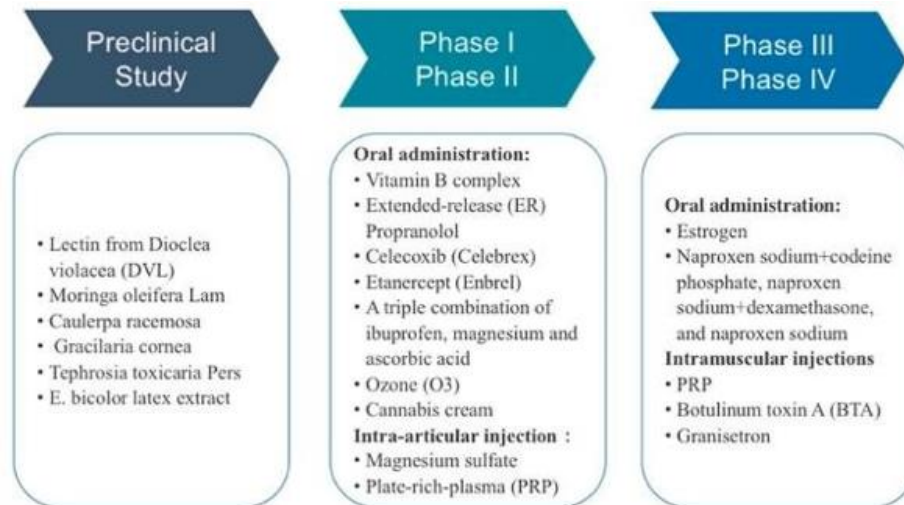 Preclinical
Study
• Lectin from Dioclea
violacea (DVL)
• Moringa oleifera Lam
• Caulerpa racemosa
• Gracilaria cornea
• Tephrosia toxicaria Pers
• E. bicolor latex extract
Phase I
Phase II
Oral administration:
• Vitamin B complex
• Extended-release (ER)
Propranolol
• Celecoxib (Celebrex)
• Etanercept (Enbrel)
• A triple combination of
ibuprofen, magnesium and
ascorbic acid
• Ozone (O3)
• Cannabis cream
Intra-articular injection：
• Magnesium sulfate
• Plate-rich-plasma (PRP)
Phase III
Phase IV
Oral administration:
• Estrogen
• Naproxen sodium+codeine
phosphate, naproxen
sodium+dexamethasone,
and naproxen sodium
Intramuscular injections
• PRP
• Botulinum toxin A (BTA)
• Granisetron